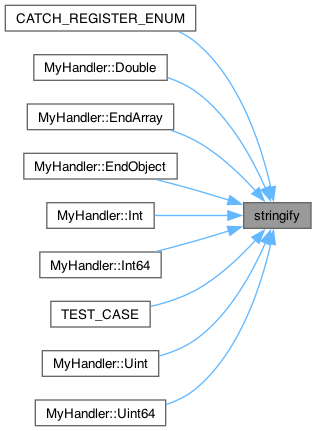 CATCH_REGISTER_ENUM
MyHandler::Double
MyHandler::EndArray
MyHandler::EndObject
MyHandler::Int
stringify
MyHandler::Int64
TEST_CASE
MyHandler::Uint
MyHandler::Uint64